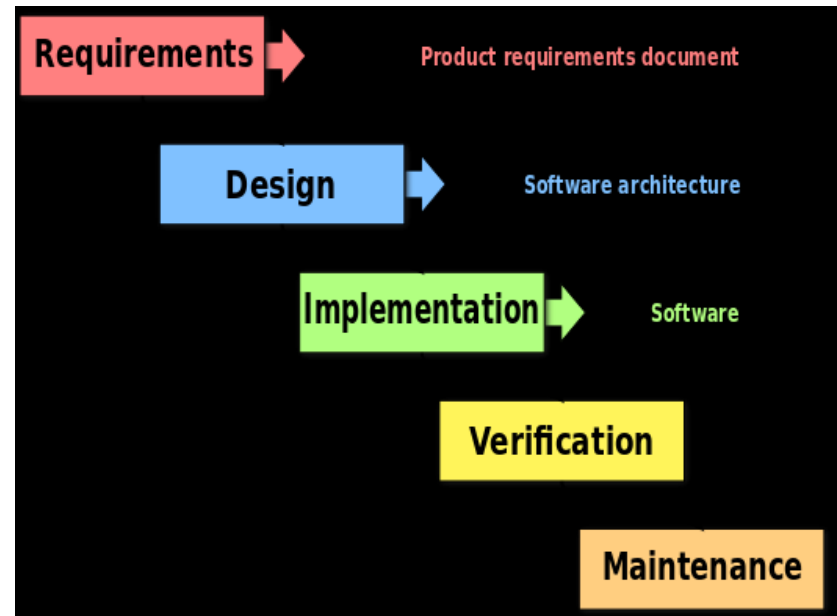 Requirements
Product requirements document
Design
Software architecture
Implementation
Software
Verification
Maintenance